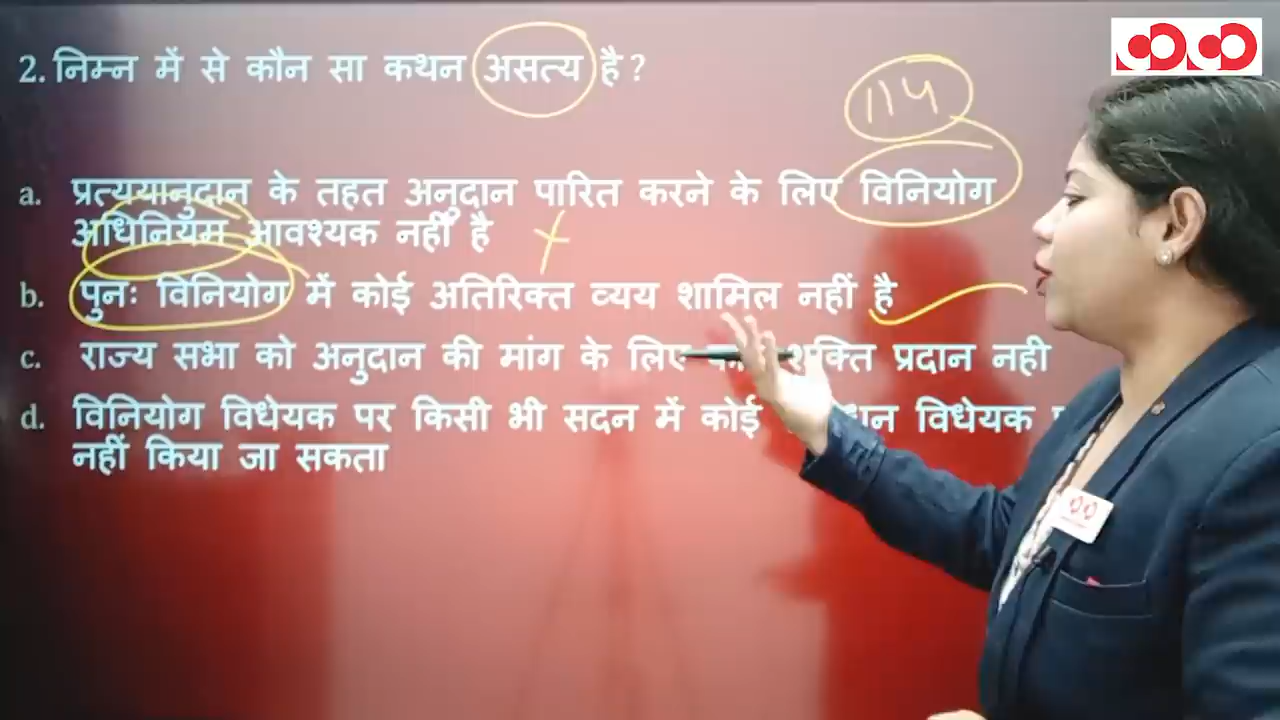 2. निम्न में से कौन सा कथन असत्य है ?
114
a. प्रत्ययानुदान के तहत अनुदान पारित करने के लिए विनियोग
अधिनियम आवश्यक नहीं है
b. पुनः विनियोग में कोई अतिरिक्त व्यय शामिल नहीं है
c. राज्य सभा को अनुदान की मांग के लिए शक्ति प्रदान नही
d. विनियोग विधेयक पर किसी भी सदन में कोई विधेयक
नहीं किया जा सकता